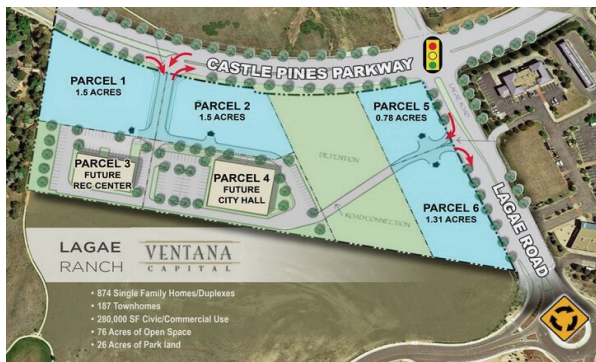 CASTLE PINES PARKWAY
LAGAE ROAD
PARCEL 1
1.5 ACRES
PARCEL 2
1.5 ACRES
PARCEL 5
0.78 ACRES
PARCEL 3
FUTURE
REC CENTER
PARCEL 4
FUTURE
CITY HALL
DETENTION
ROAD CONNECTION
PARCEL 6
1.31 ACRES
LAGAE ROAD
LAGAE
RANCH
VENTANA
CAPITAL
• 874 Single Family Homes/Duplexes
• 187 Townhomes
• 280,000 SF Civic/Commercial Use
• 76 Acres of Open Space
• 26 Acres of Park land